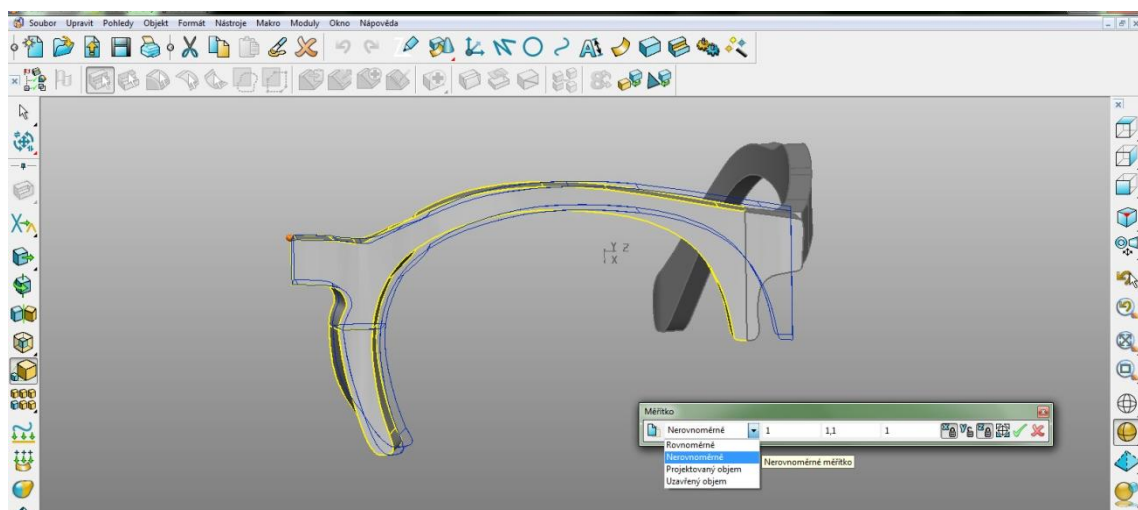 Soubor Upravit Pohledy Objekt Formát Nástroje Makro Moduly Okno Nápověda
Y Z
X
Měřítko
Nerovnoměrné 1 1,1 1
Rovnoměrné
Nerovnoměrné
Projektovaný objem
Uzavřený objem
Nerovnoměrné měřítko